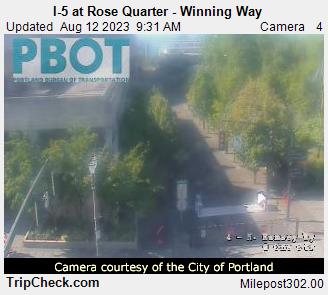 I-5 at Rose Quarter - Winning Way
Updated Aug 12 2023 9:31 AM Camera 4
PBOT
PORTLAND BUREAU OF TRANSPORTATION
Camera courtesy of the City of Portland
TripCheck.com Milepost302.00